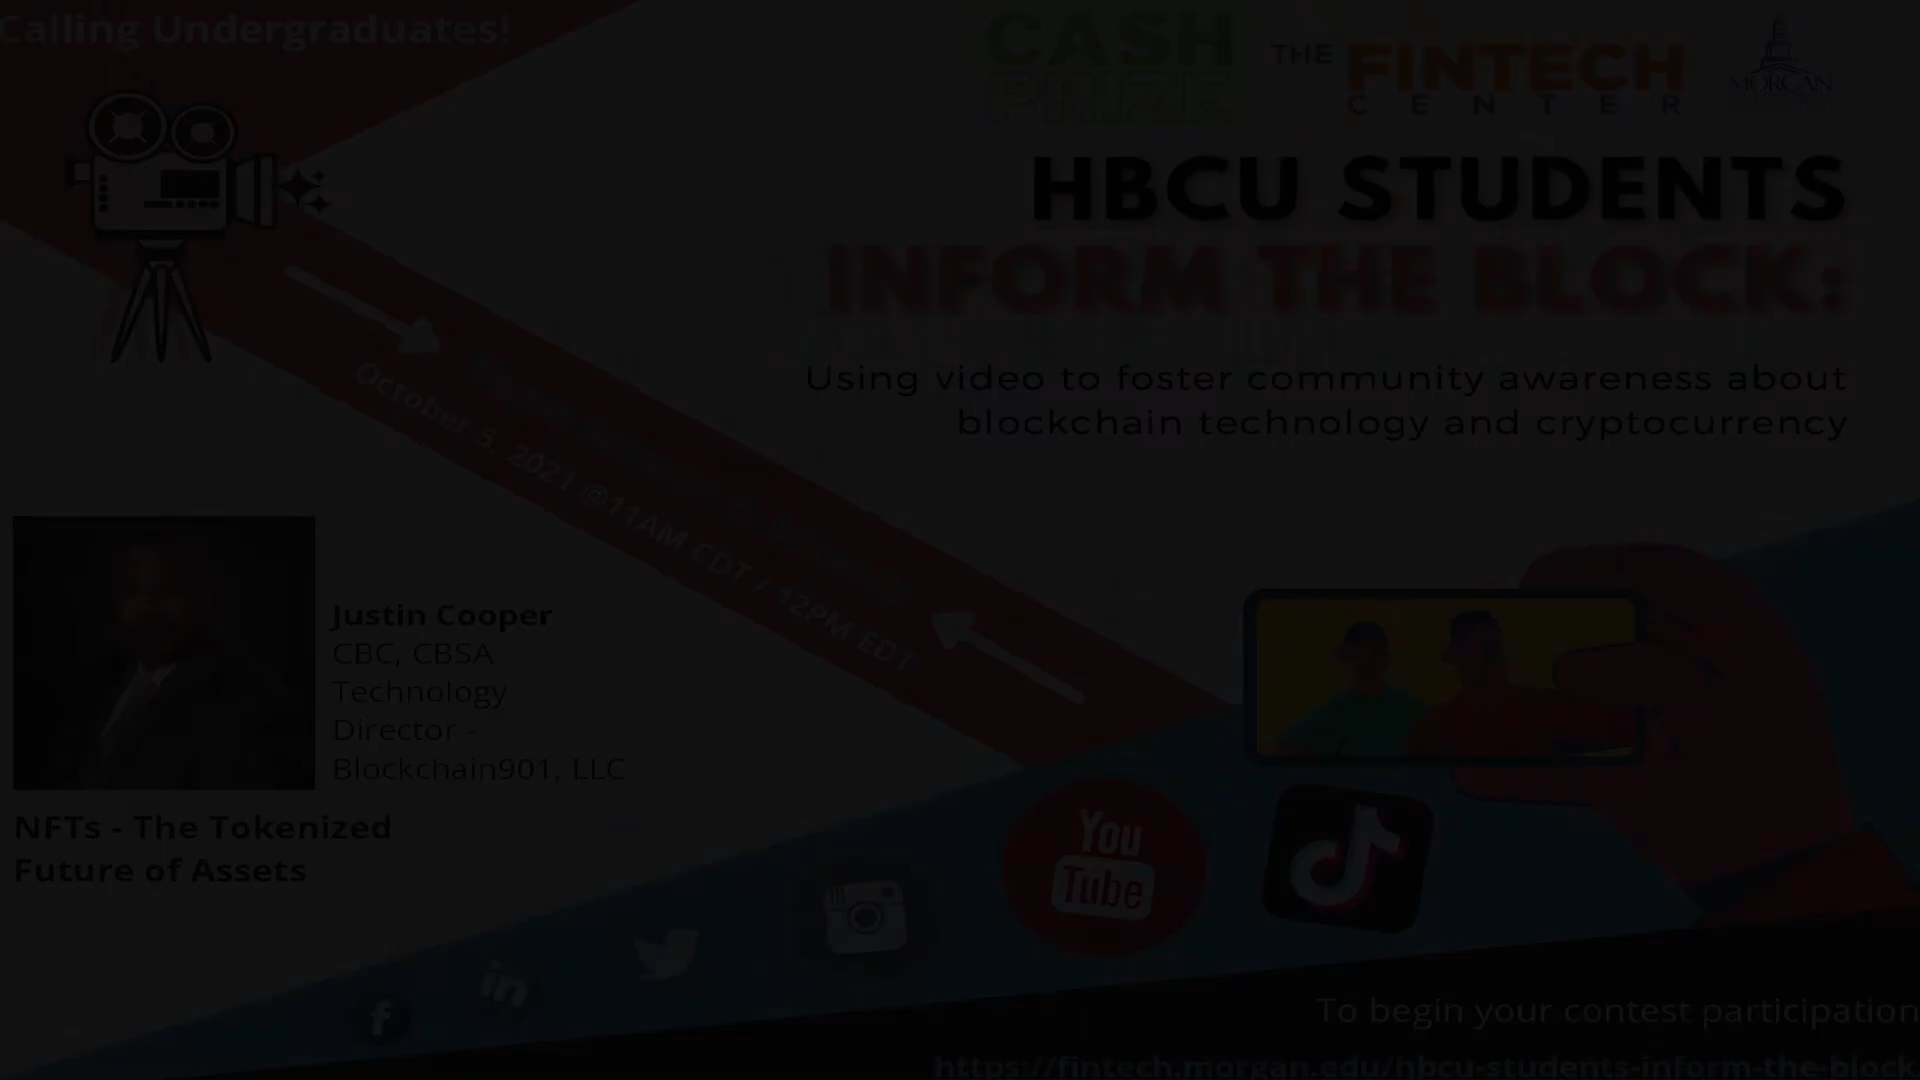 Calling Undergraduates!
CASH
PRIZE
THE FINTECH
CENTER
MORGAN
HBCU STUDENTS
INFORM THE BLOCK:
Using video to foster community awareness about
blockchain technology and cryptocurrency
October 5, 2021 @11AM CDT / 12PM EDT
Justin Cooper
CBC, CBSA
Technology
Director -
Blockchain901, LLC
NFTs - The Tokenized
Future of Assets
You
Tube
in
f
To begin your contest participation
https://fintech.morgan.edu/hbcu-students-inform-the-block